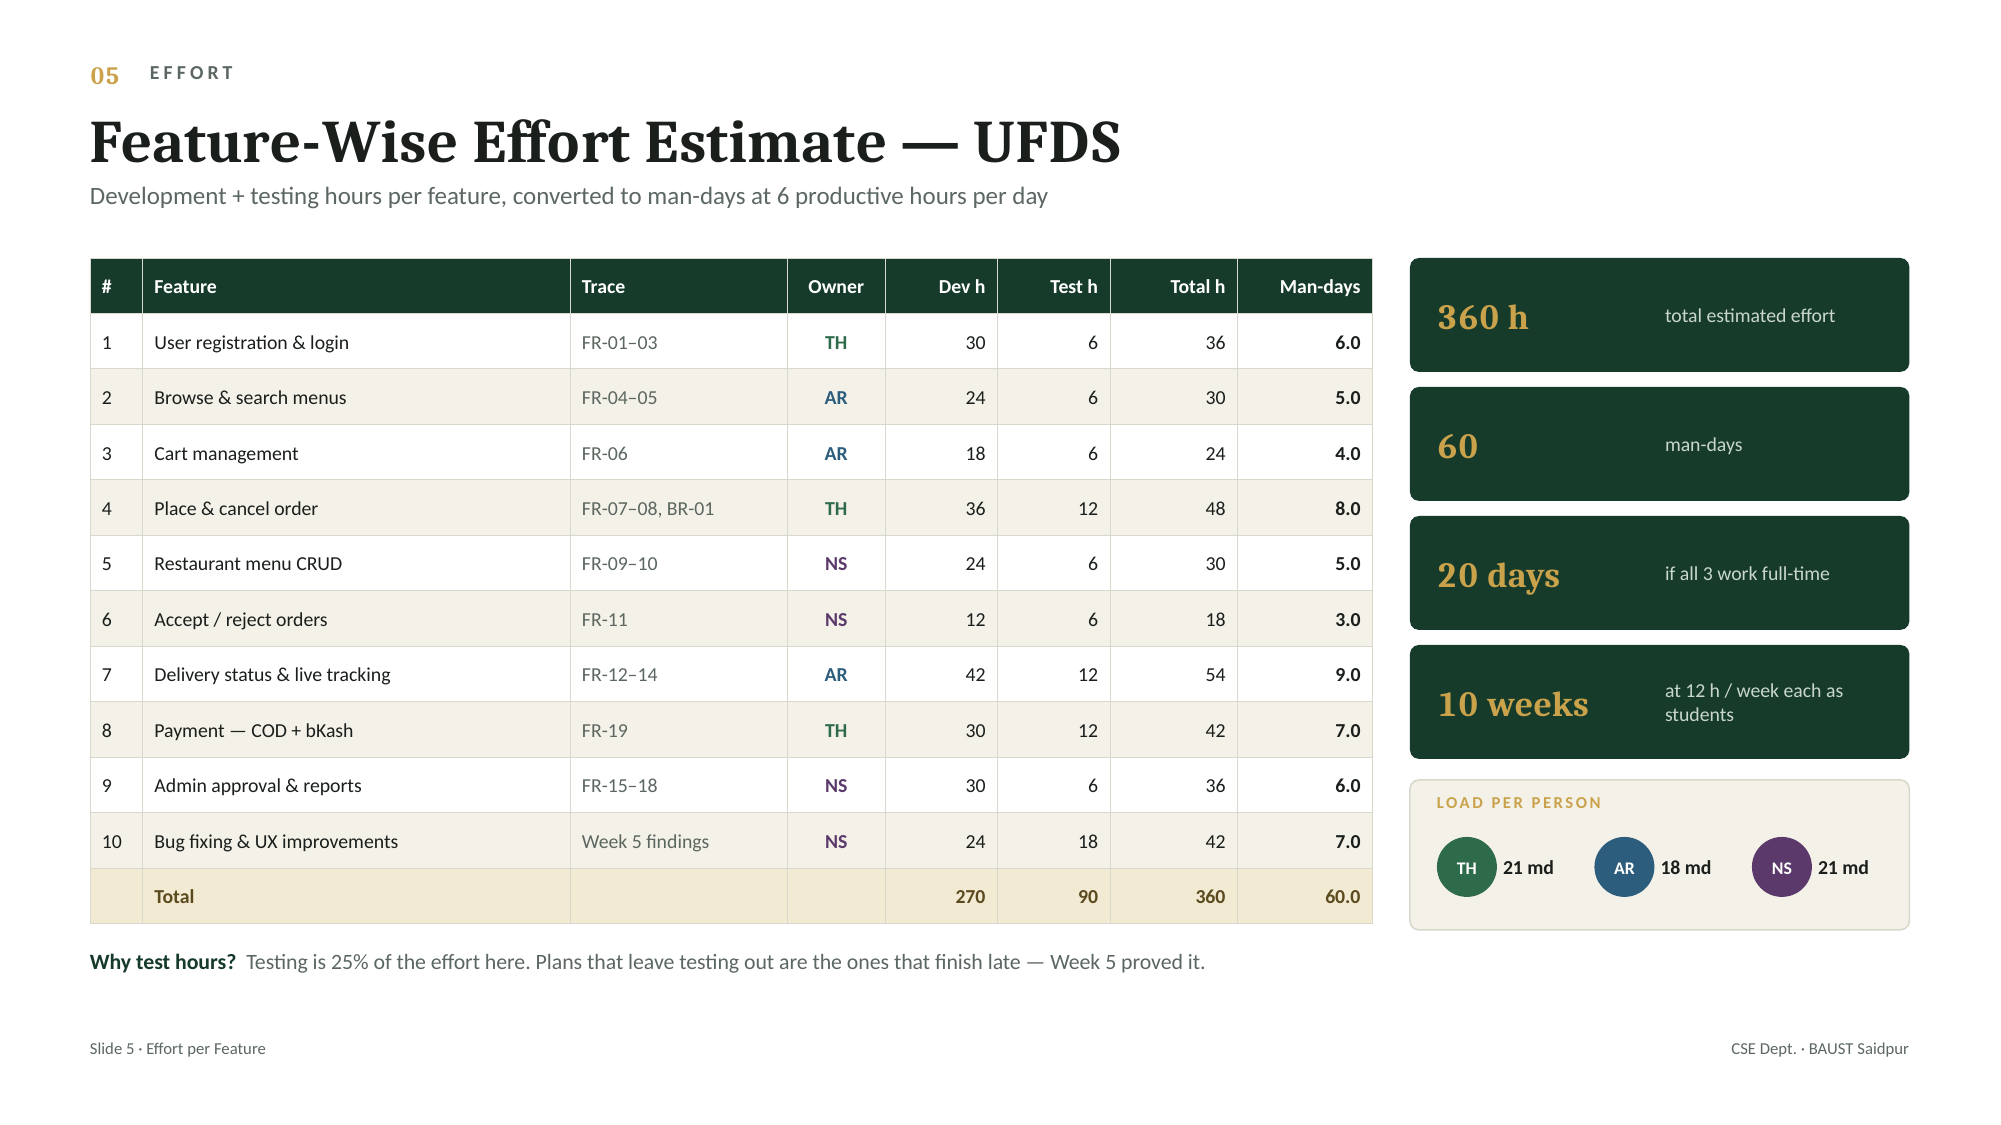 05 EFFORT
Feature-Wise Effort Estimate — UFDS
Development + testing hours per feature, converted to man-days at 6 productive hours per day
# Feature Trace Owner Dev h Test h Total h Man-days
1 User registration & login FR-01–03 TH 30 6 36 6.0
2 Browse & search menus FR-04–05 AR 24 6 30 5.0
3 Cart management FR-06 AR 18 6 24 4.0
4 Place & cancel order FR-07–08, BR-01 TH 36 12 48 8.0
5 Restaurant menu CRUD FR-09–10 NS 24 6 30 5.0
6 Accept / reject orders FR-11 NS 12 6 18 3.0
7 Delivery status & live tracking FR-12–14 AR 42 12 54 9.0
8 Payment — COD + bKash FR-19 TH 30 12 42 7.0
9 Admin approval & reports FR-15–18 NS 30 6 36 6.0
10 Bug fixing & UX improvements Week 5 findings NS 24 18 42 7.0
Total 270 90 360 60.0
360 h total estimated effort
60 man-days
20 days if all 3 work full-time
10 weeks at 12 h / week each as
students
LOAD PER PERSON
TH 21 md AR 18 md NS 21 md
Why test hours? Testing is 25% of the effort here. Plans that leave testing out are the ones that finish late — Week 5 proved it.
Slide 5 · Effort per Feature
CSE Dept. · BAUST Saidpur